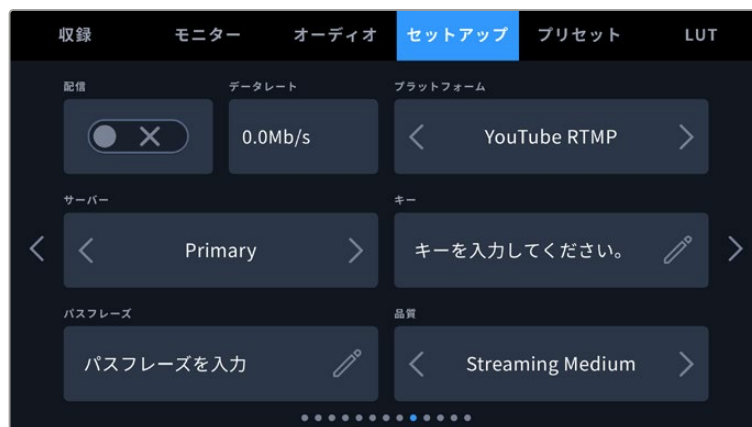 収録 モニター オーディオ セットアップ プリセット LUT
配信 データレート プラットフォーム
0.0Mb/s YouTube RTMP
サーバー キー
Primary キーを入力してください。
パスフレーズ 品質
パスフレーズを入力 Streaming Medium